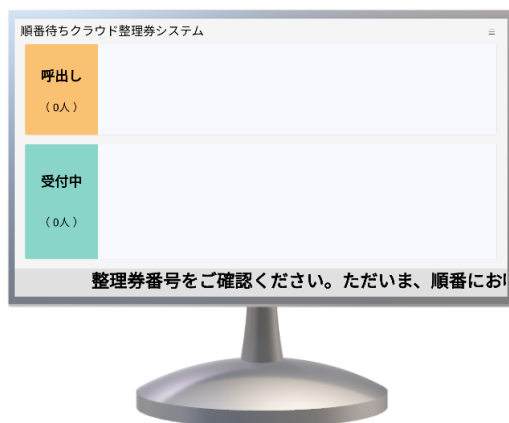 順番待ちクラウド整理券システム
呼出し
（ 0人 ）
受付中
（ 0人 ）
整理券番号をご確認ください。ただいま、順番にお